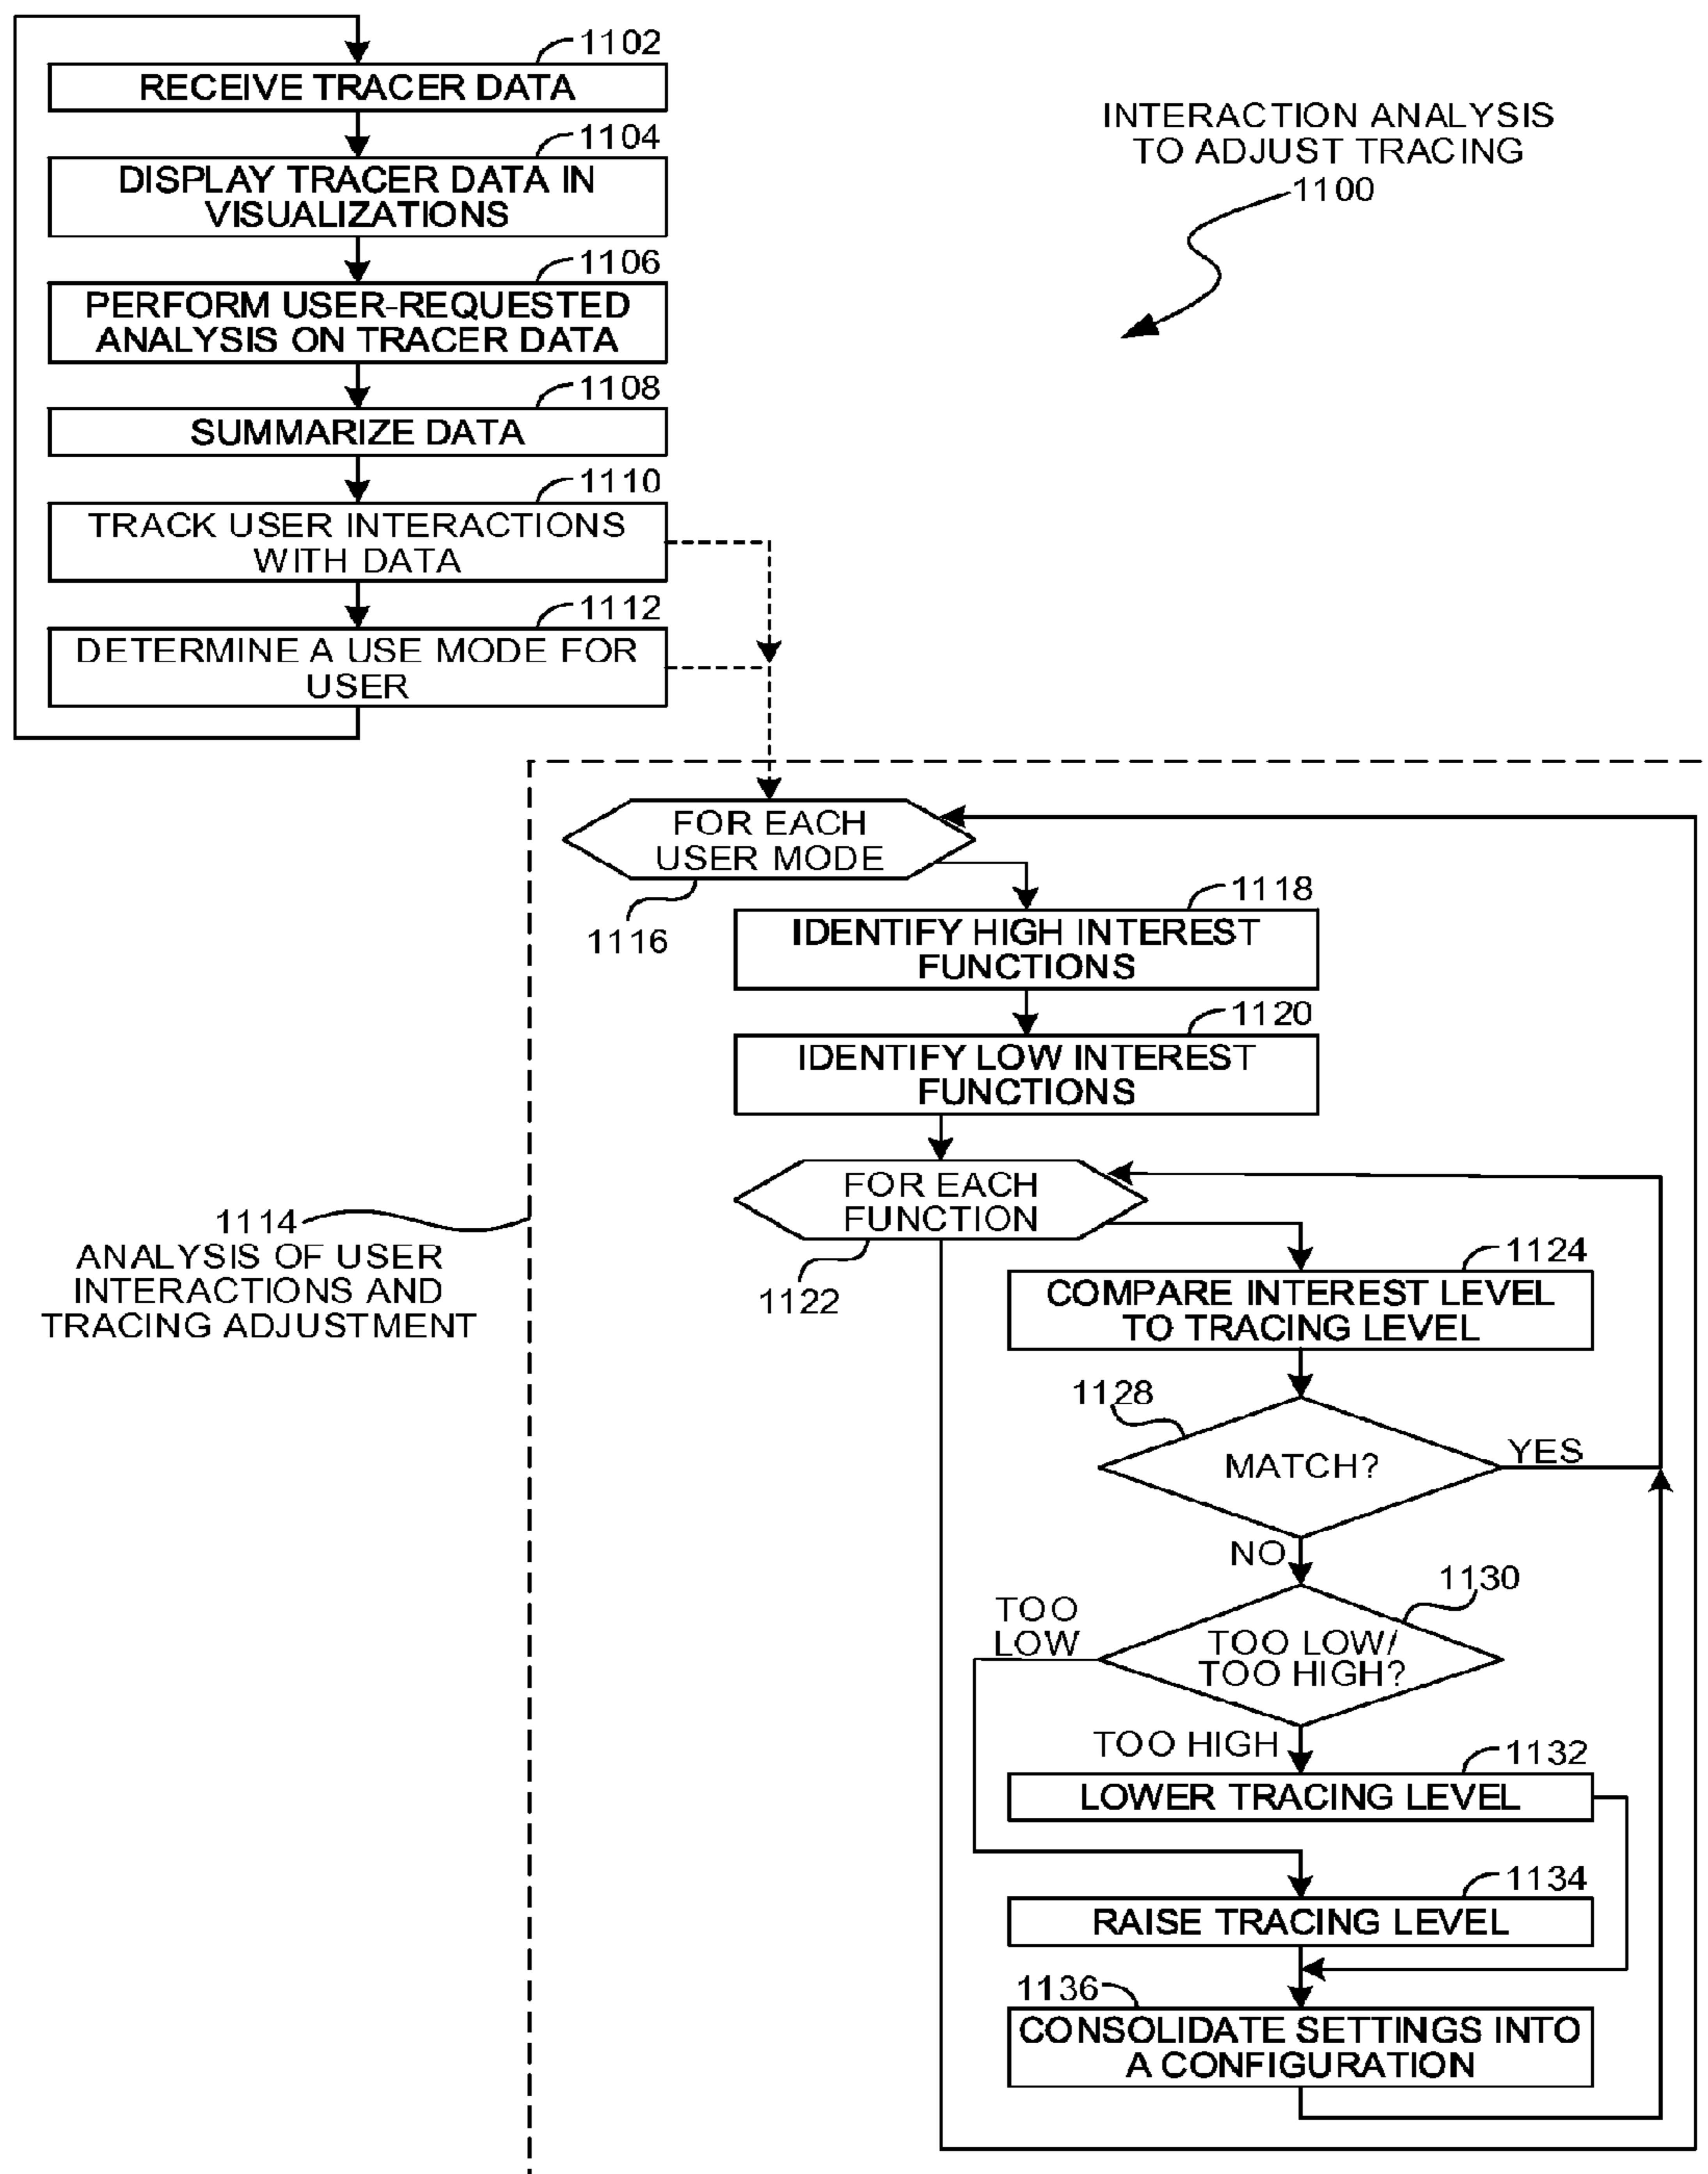 1102
RECEIVE TRACER DATA
1104
DISPLAY TRACER DATA IN
VISUALIZATIONS
1106
PERFORM USER-REQUESTED
ANALYSIS ON TRACER DATA
1108
SUMMARIZE DATA
1110
TRACK USER INTERACTIONS
WITH DATA
1112
DETERMINE A USE MODE FOR
USER
INTERACTION ANALYSIS
TO ADJUST TRACING
1100
FOR EACH
USER MODE
1116
1118
IDENTIFY HIGH INTEREST
FUNCTIONS
1120
IDENTIFY LOW INTEREST
FUNCTIONS
FOR EACH
FUNCTION
1122
1114
ANALYSIS OF USER
INTERACTIONS AND
TRACING ADJUSTMENT
1124
COMPARE INTEREST LEVEL
TO TRACING LEVEL
1128
MATCH?
YES
NO
1130
TOO LOW/
TOO HIGH?
TOO
LOW
TOO HIGH
1132
LOWER TRACING LEVEL
1134
RAISE TRACING LEVEL
1136
CONSOLIDATE SETTINGS INTO
A CONFIGURATION